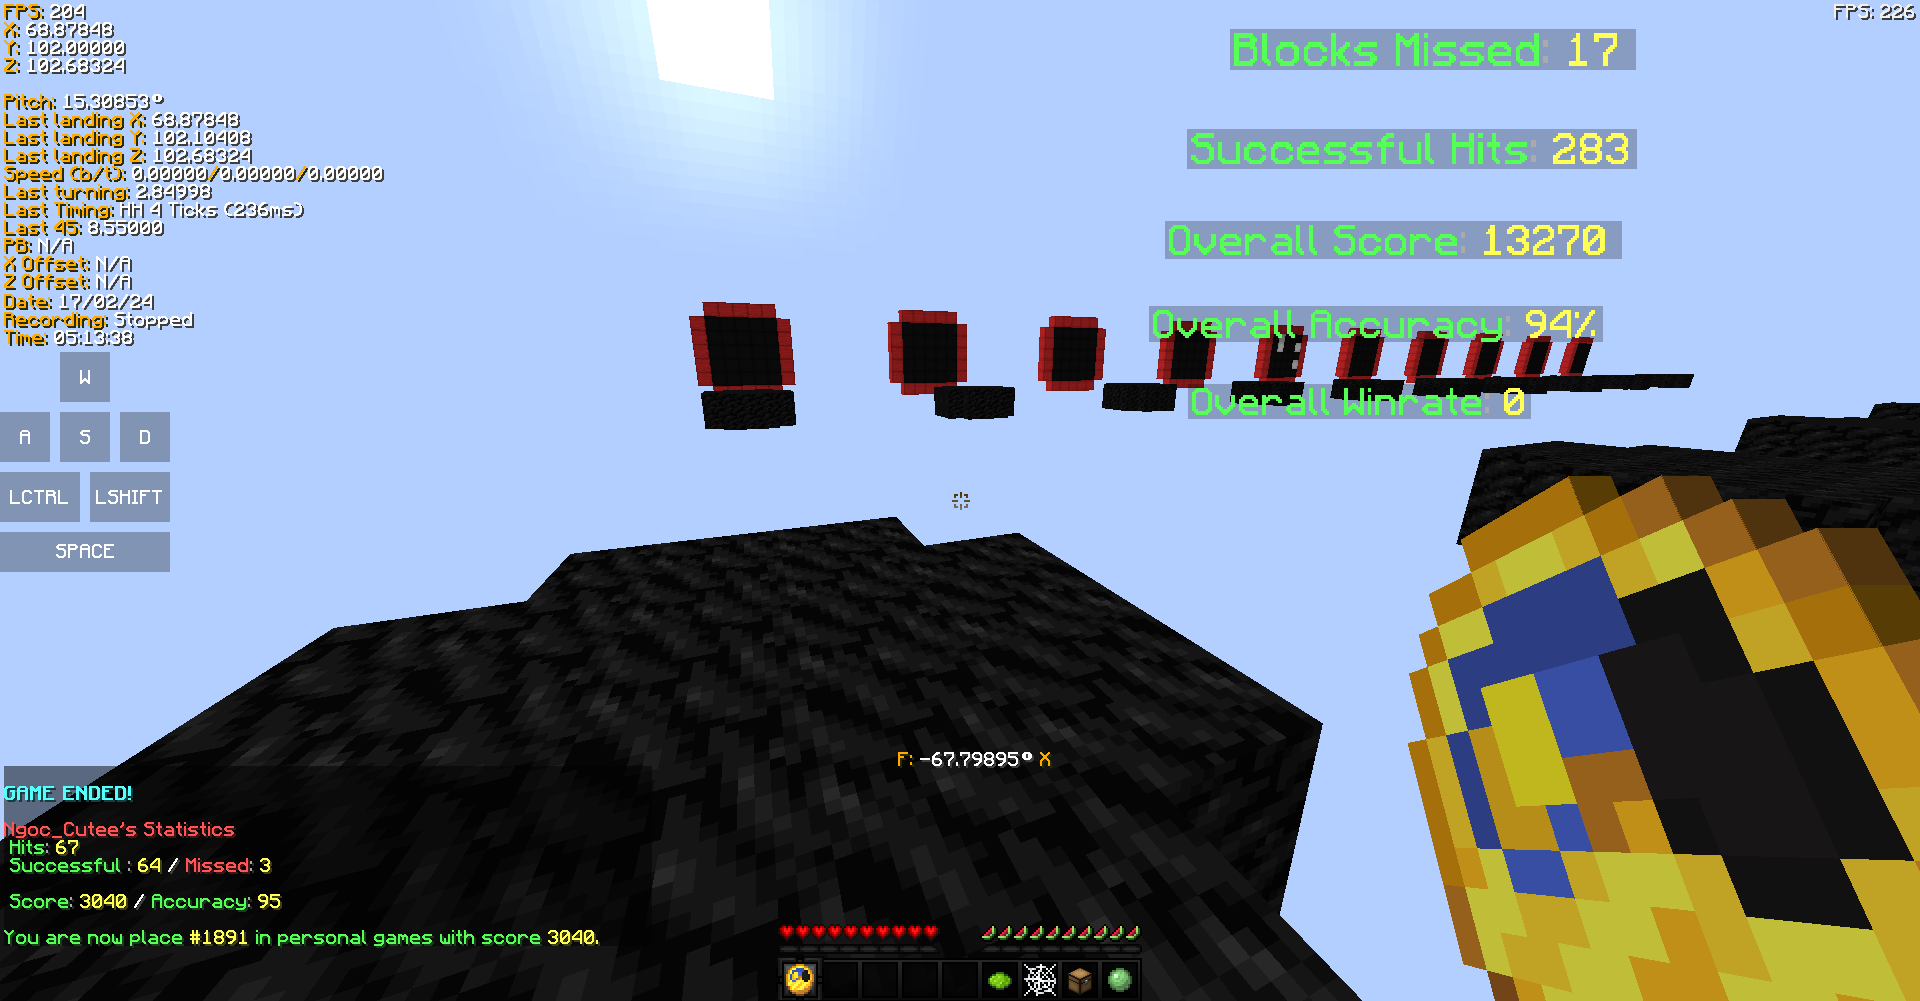 FPS: 204
X: 68.87848
Y: 102.00000
Z: 102.68324
Pitch: 15.30853°
Last landing X: 68.87848
Last landing Y: 102.10408
Last landing Z: 102.68324
Speed (b/t): 0.00000/0.00000/0.00000
Last turning: 2.84998
Last Timing: HH 4 Ticks (236ms)
Last 45: 8.55000
PB: N/A
X Offset: N/A
Z Offset: N/A
Date: 17/02/24
Recording: Stopped
Time: 05:13:38
W
A S D
LCTRL LSHIFT
SPACE
FPS: 226
Blocks Missed: 17
Successful Hits: 283
Overall Score: 13270
Overall Accuracy: 94%
Overall Winrate: 0
F: -67.79895° X
GAME ENDED!
Ngoc_Cutee's Statistics
Hits: 67
Successful : 64 / Missed: 3
Score: 3040 / Accuracy: 95
You are now place #1891 in personal games with score 3040.